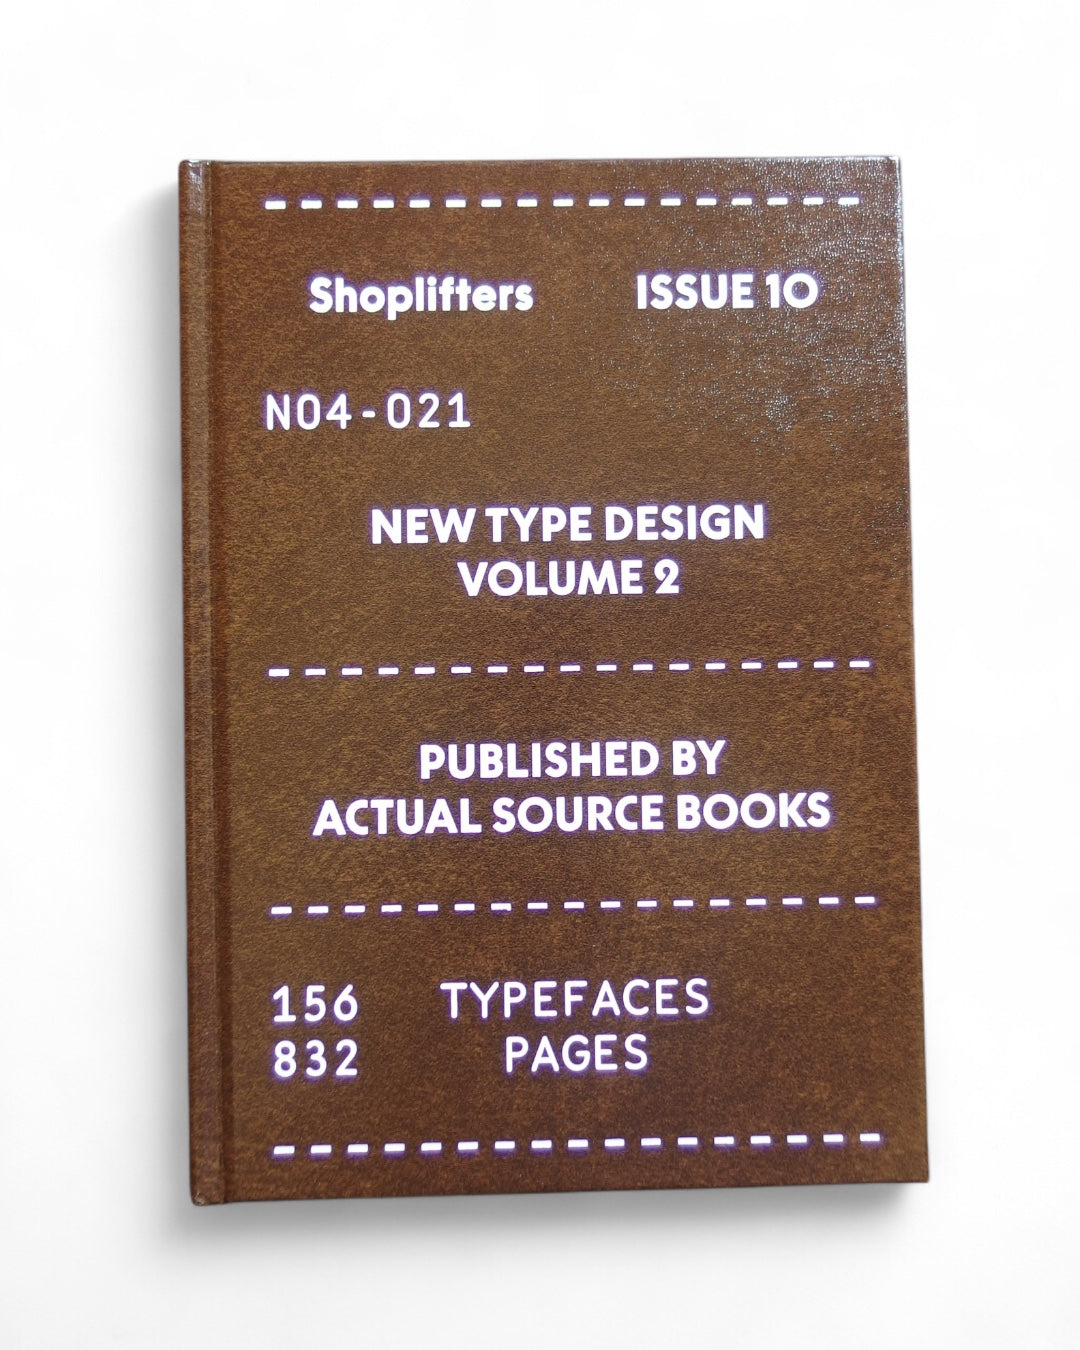 Shoplifters ISSUE 10
N04-021
NEW TYPE DESIGN
VOLUME 2
PUBLISHED BY
ACTUAL SOURCE BOOKS
156 TYPEFACES
832 PAGES